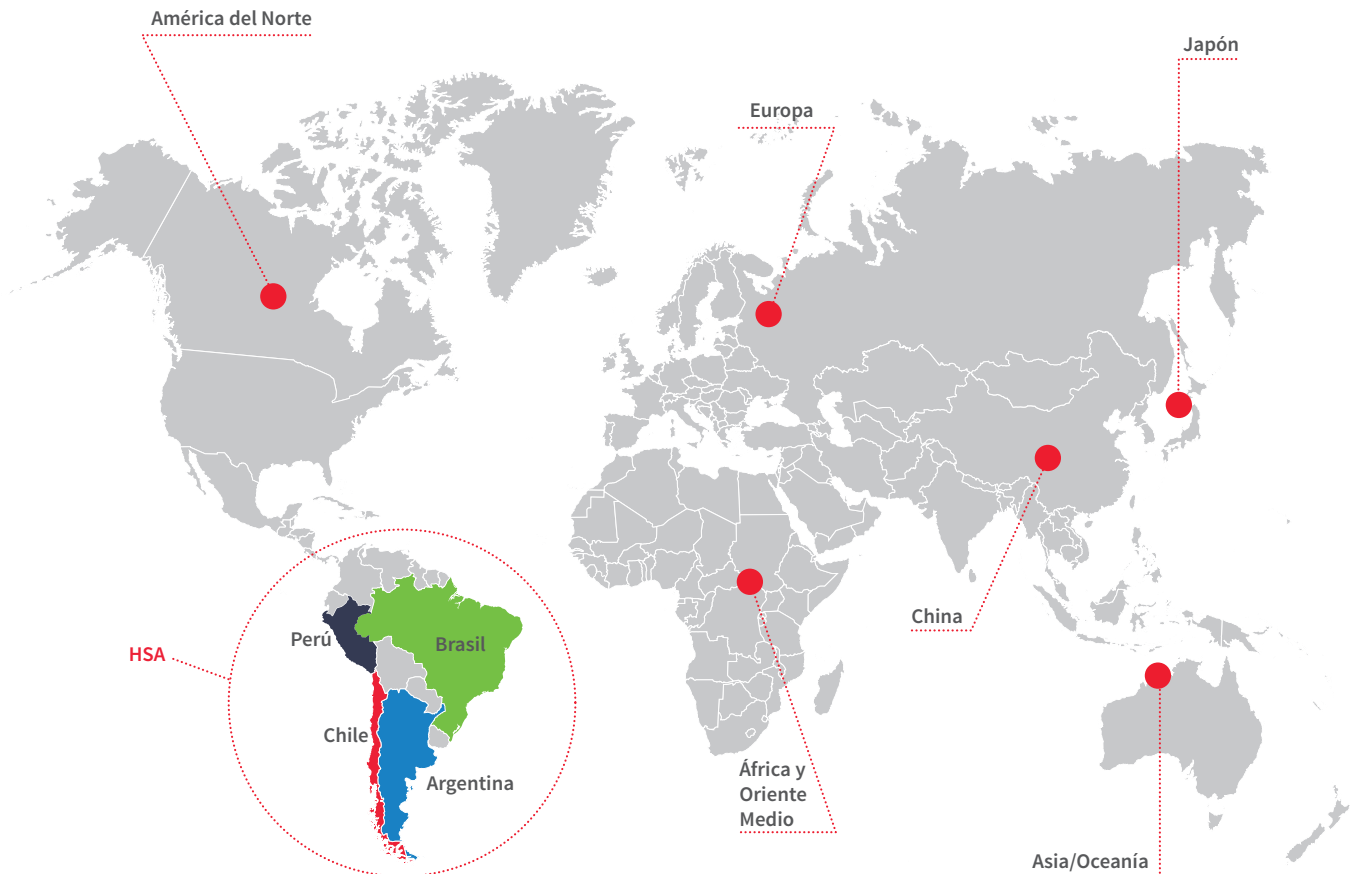 América del Norte
Japón
Europa
China
Perú
Brasil
HSA
Chile
Argentina
África y
Oriente
Medio
Asia/Oceanía